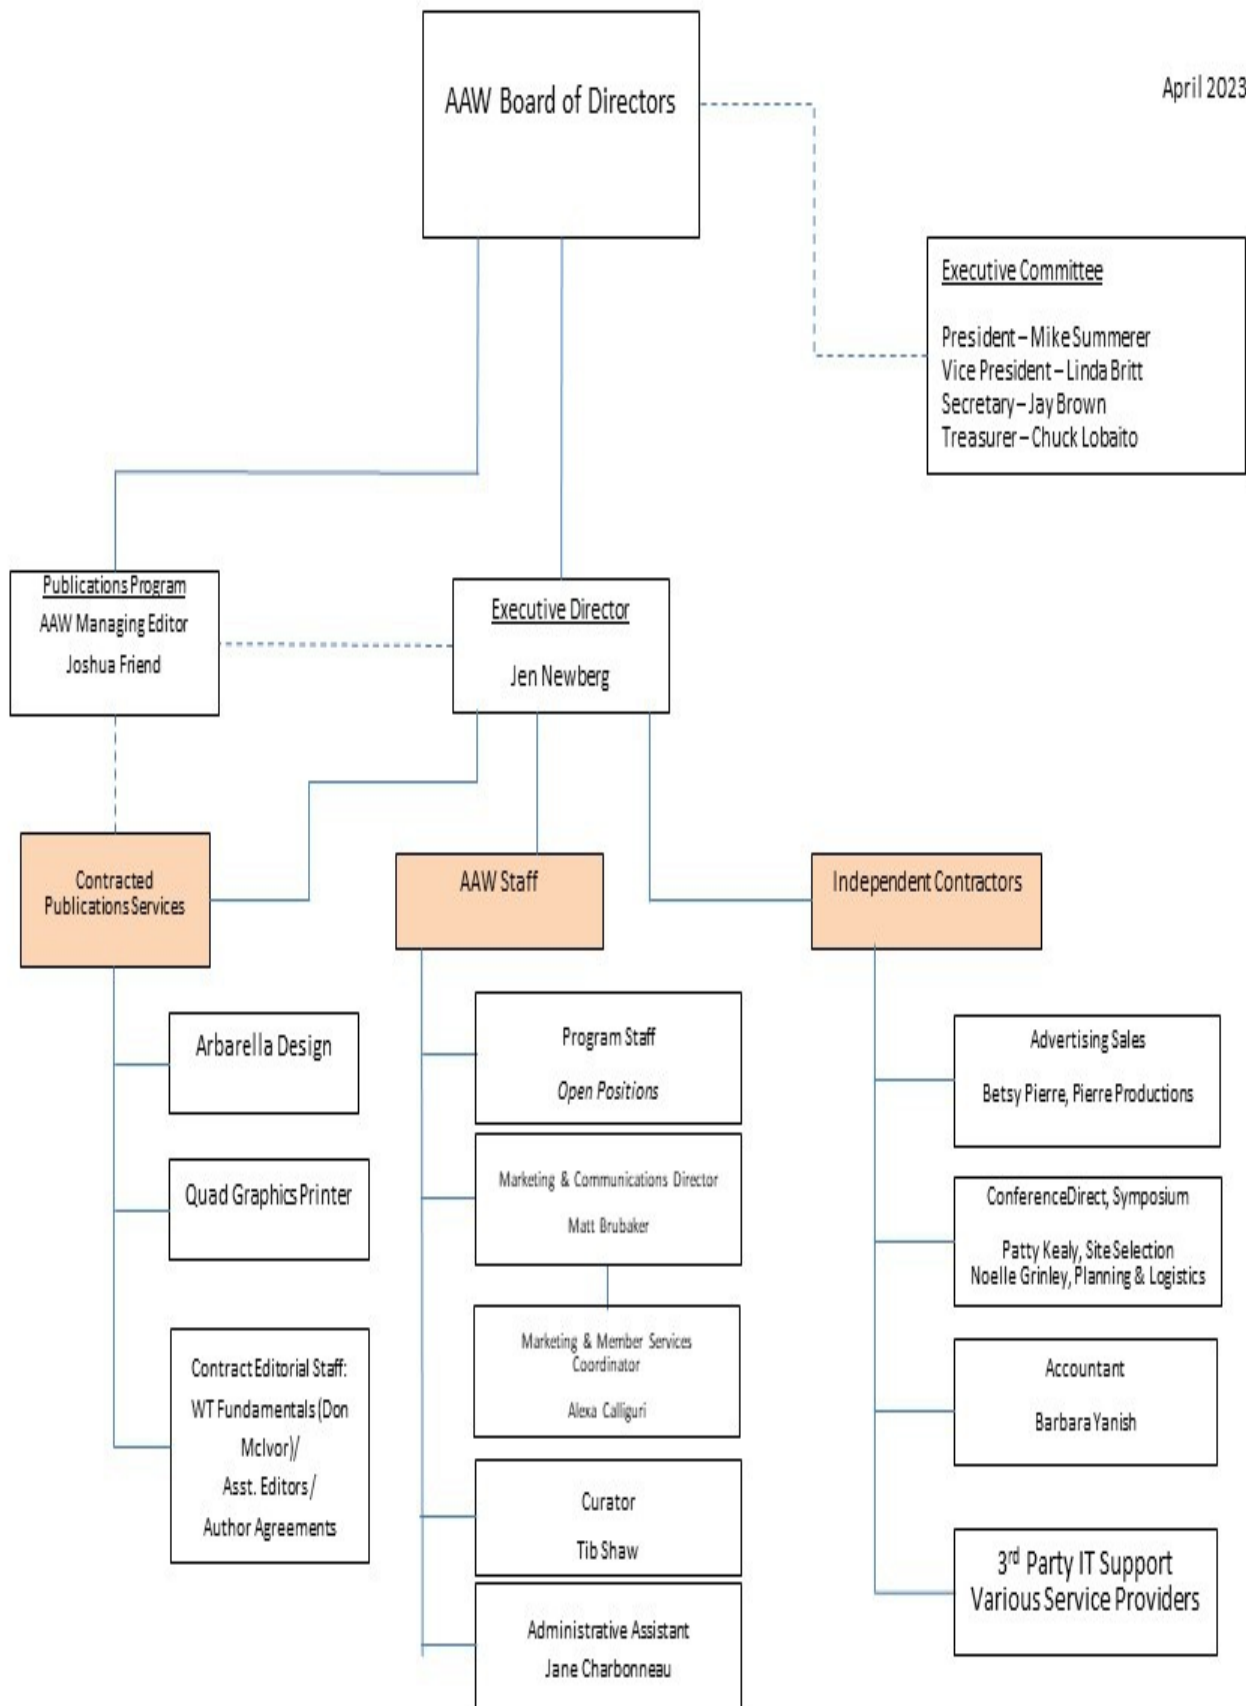 AAW Board of Directors
April 2023
Executive Committee
President – Mike Summerer
Vice President – Linda Britt
Secretary – Jay Brown
Treasurer – Chuck Lobaito
Publications Program
AAW Managing Editor
Joshua Friend
Executive Director
Jen Newberg
Contracted
Publications Services
AAW Staff
Independent Contractors
Arbarella Design
Quad Graphics Printer
Contract Editorial Staff:
WT Fundamentals (Don
McIvor)/
Asst. Editors /
Author Agreements
Program Staff
Open Positions
Marketing & Communications Director
Matt Brubaker
Marketing & Member Services
Coordinator
Alexa Calliguri
Curator
Tib Shaw
Administrative Assistant
Jane Charbonneau
Advertising Sales
Betsy Pierre, Pierre Productions
ConferenceDirect, Symposium
Patty Kealy, Site Selection
Noelle Grinley, Planning & Logistics
Accountant
Barbara Yanish
3rd Party IT Support
Various Service Providers